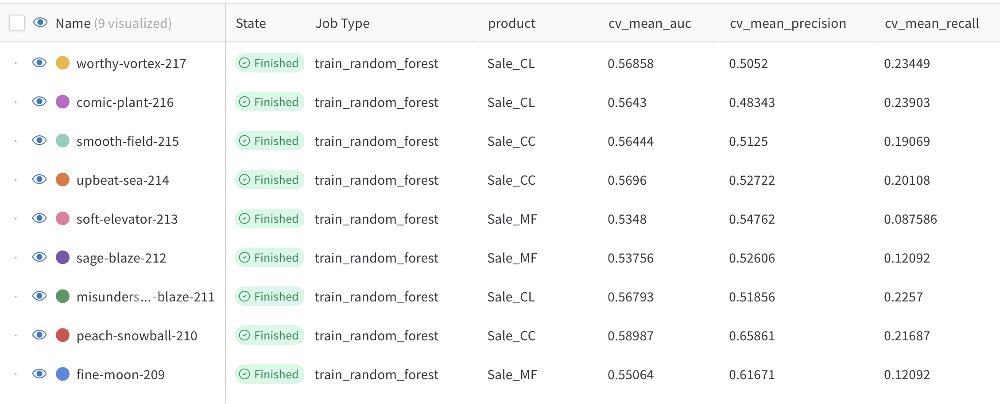 Name (9 visualized) State Job Type product cv_mean_auc cv_mean_precision cv_mean_recall
worthy-vortex-217 Finished train_random_forest Sale_CL 0.56858 0.5052 0.23449
comic-plant-216 Finished train_random_forest Sale_CL 0.5643 0.48343 0.23903
smooth-field-215 Finished train_random_forest Sale_CC 0.56444 0.5125 0.19069
upbeat-sea-214 Finished train_random_forest Sale_CC 0.5696 0.52722 0.20108
soft-elevator-213 Finished train_random_forest Sale_MF 0.5348 0.54762 0.087586
sage-blaze-212 Finished train_random_forest Sale_MF 0.53756 0.52606 0.12092
misunders...-blaze-211 Finished train_random_forest Sale_CL 0.56793 0.51856 0.2257
peach-snowball-210 Finished train_random_forest Sale_CC 0.58987 0.65861 0.21687
fine-moon-209 Finished train_random_forest Sale_MF 0.55064 0.61671 0.12092